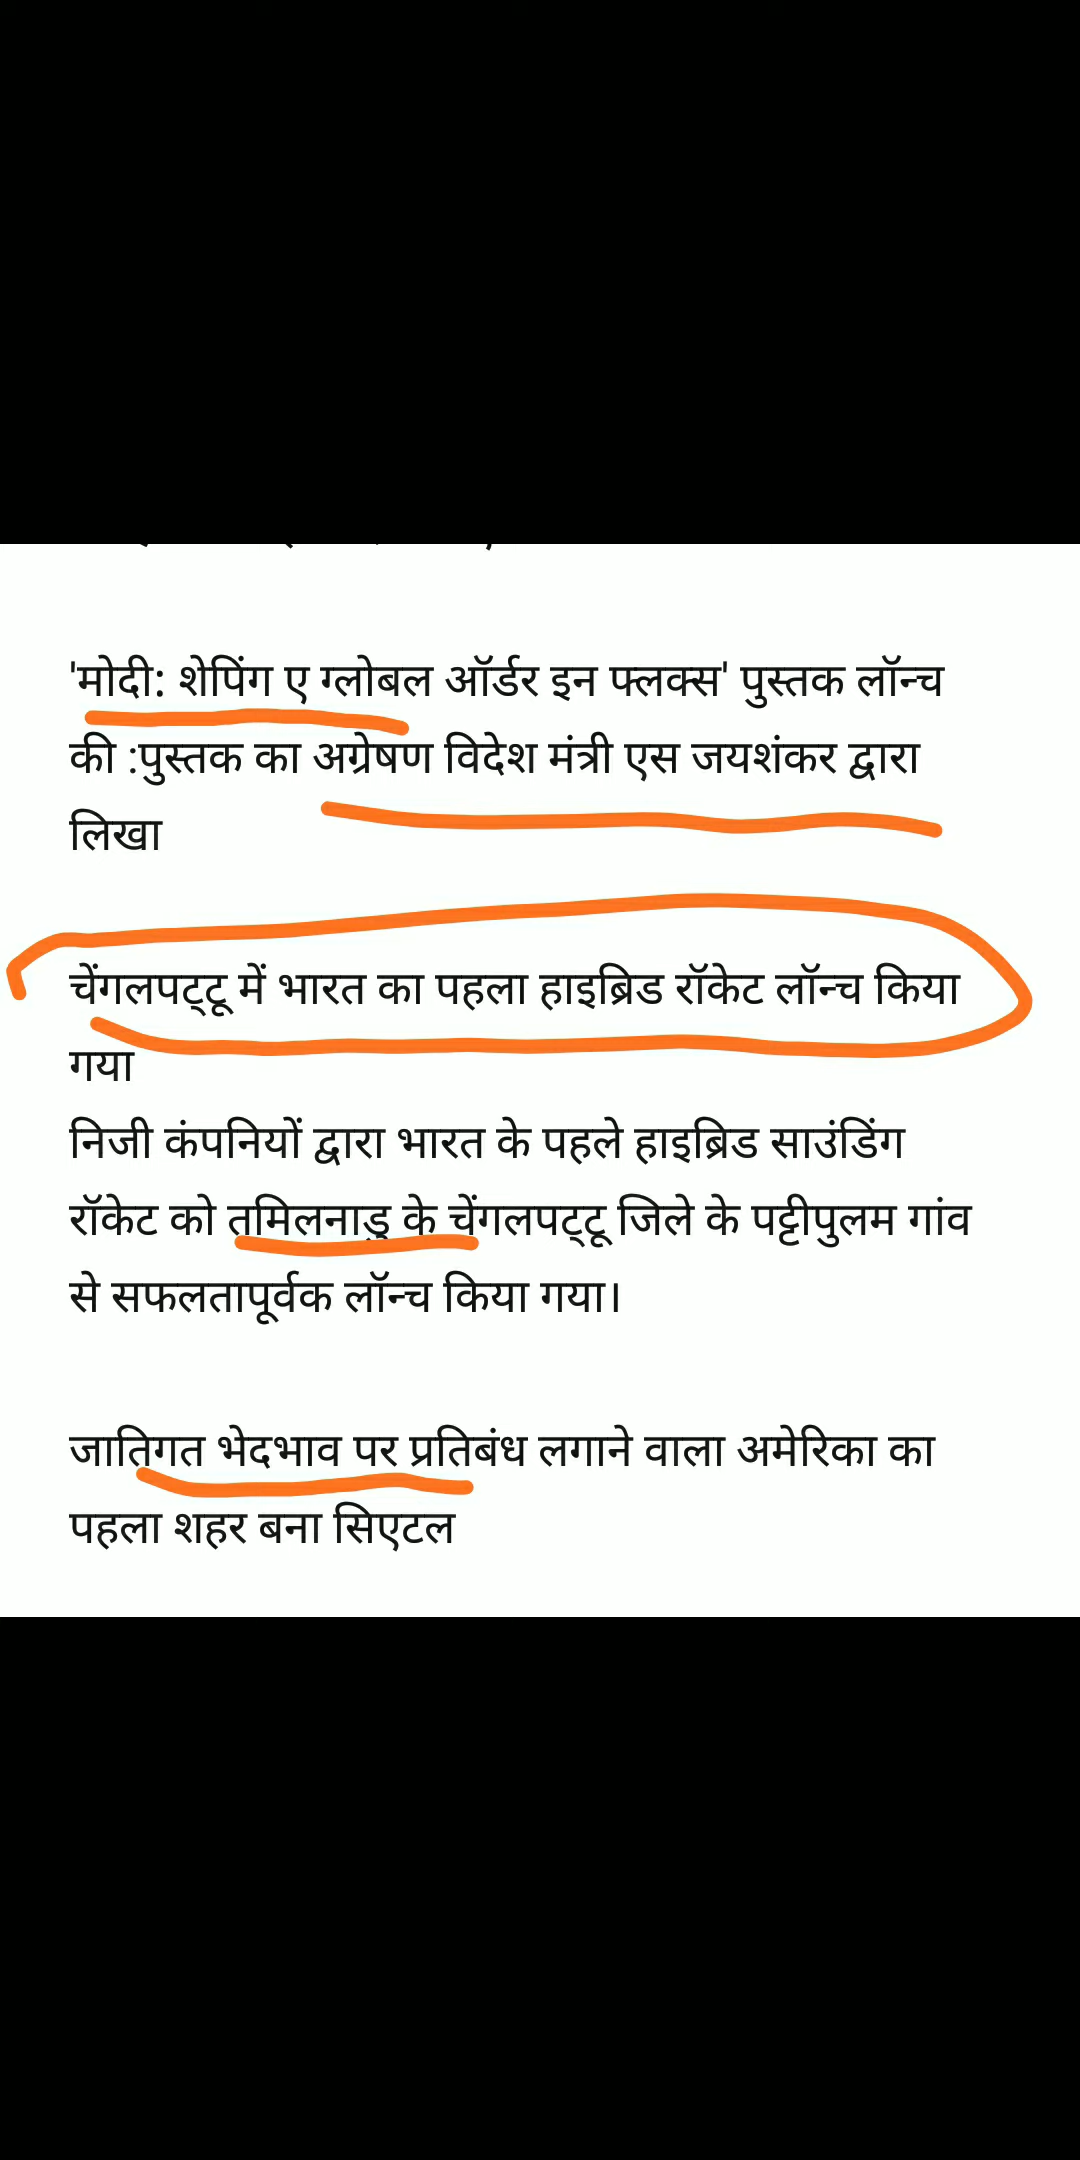 'मोदी: शेपिंग ए ग्लोबल ऑर्डर इन फ्लक्स' पुस्तक लॉन्च
की :पुस्तक का अग्रेषण विदेश मंत्री एस जयशंकर द्वारा
लिखा
चेंगलपट्टू में भारत का पहला हाइब्रिड रॉकेट लॉन्च किया
गया
निजी कंपनियों द्वारा भारत के पहले हाइब्रिड साउंडिंग
रॉकेट को तमिलनाडु के चेंगलपट्टू जिले के पट्टीपुलम गांव
से सफलतापूर्वक लॉन्च किया गया।
जातिगत भेदभाव पर प्रतिबंध लगाने वाला अमेरिका का
पहला शहर बना सिएटल